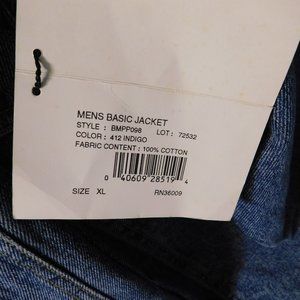 MENS BASIC JACKET
STYLE : BMPP098 LOT : 72532
COLOR : 412 INDIGO
FABRIC CONTENT : 100% COTTON
0 40609 28519 4
SIZE XL RN36009